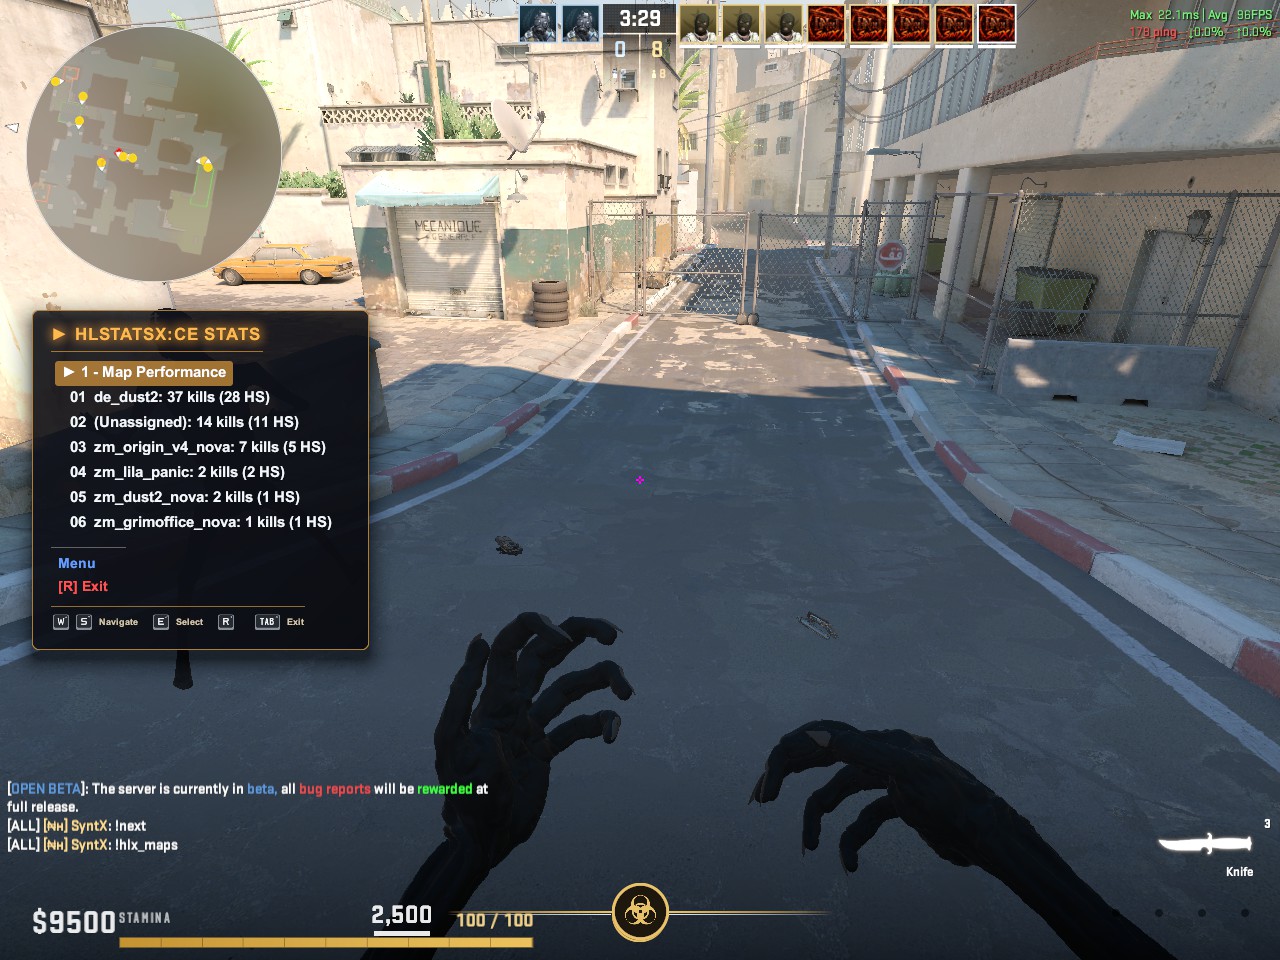 3:29
0 8
Max 22.1ms | Avg 96FPS
178 ping ↓0.0% ↑0.0%
MECANIQUE
► HLSTATSX:CE STATS
► 1 - Map Performance
01 de_dust2: 37 kills (28 HS)
02 (Unassigned): 14 kills (11 HS)
03 zm_origin_v4_nova: 7 kills (5 HS)
04 zm_lila_panic: 2 kills (2 HS)
05 zm_dust2_nova: 2 kills (1 HS)
06 zm_grimoffice_nova: 1 kills (1 HS)
Menu
[R] Exit
W S Navigate E Select R TAB Exit
[OPEN BETA]: The server is currently in beta, all bug reports will be rewarded at
full release.
[ALL] [₦H] SyntX: !next
[ALL] [₦H] SyntX: !hlx_maps
3
Knife
$9500 STAMINA 2,500 100 / 100